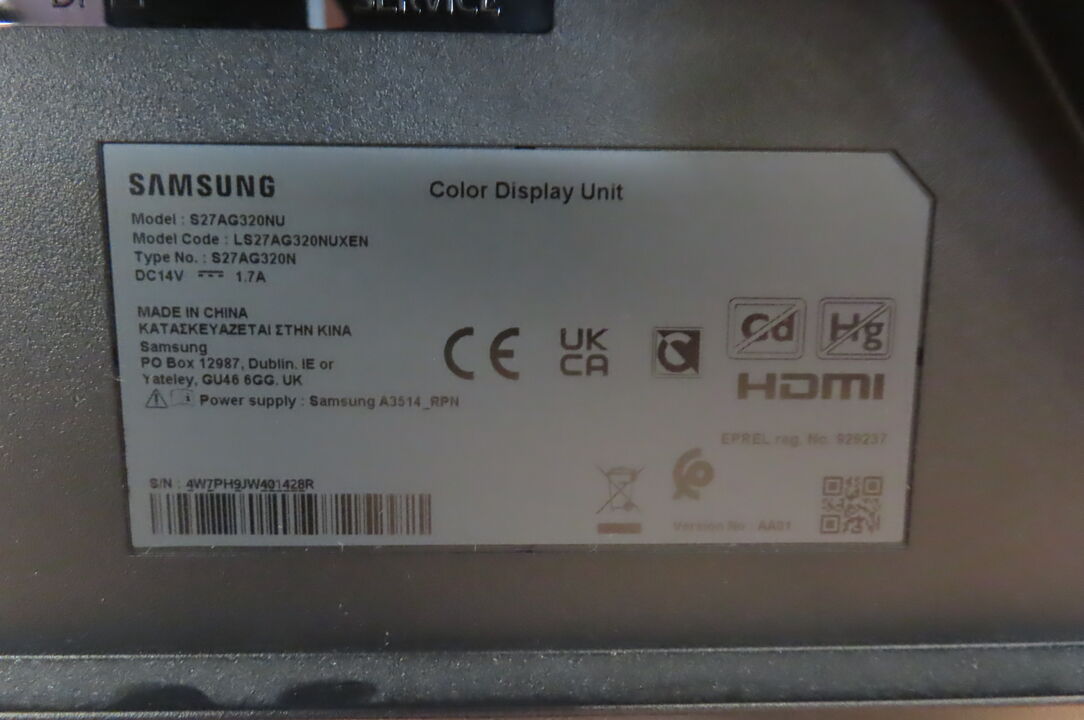 SERVICE
SAMSUNG
Color Display Unit
Model : S27AG320NU
Model Code : LS27AG320NUXEN
Type No. : S27AG320N
DC14V 1.7A
MADE IN CHINA
ΚΑΤΑΣΚΕΥΑΖΕΤΑΙ ΣΤΗΝ ΚΙΝΑ
Samsung
PO Box 12987, Dublin. IE or
Yateley, GU46 6GG. UK
Power supply : Samsung A3514_RPN
CE
UK
CA
Cd
Hg
HDMI
EPREL reg. No. 929237
S/N : 4W7PH9JW401428R
Version No : AA01